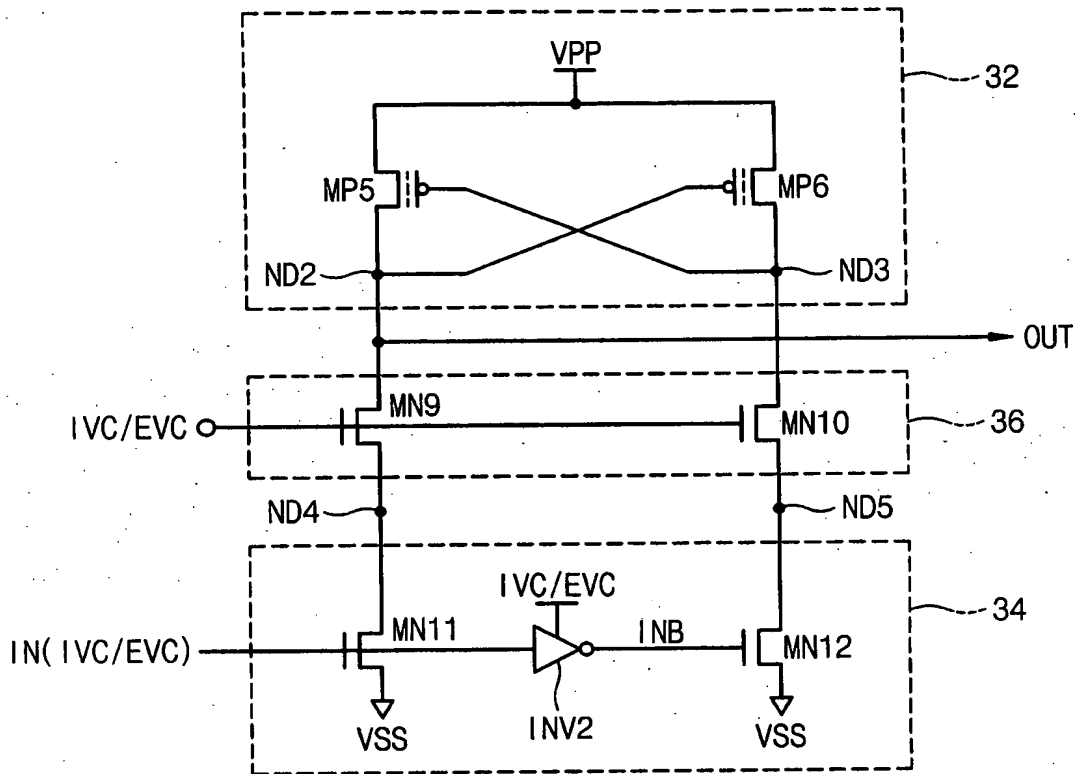 VPP
32
MP5
MP6
ND2
ND3
OUT
IVC/EVC
MN9
MN10
36
ND4
ND5
IVC/EVC
34
IN(IVC/EVC)
MN11
INB
MN12
VSS
INV2
VSS